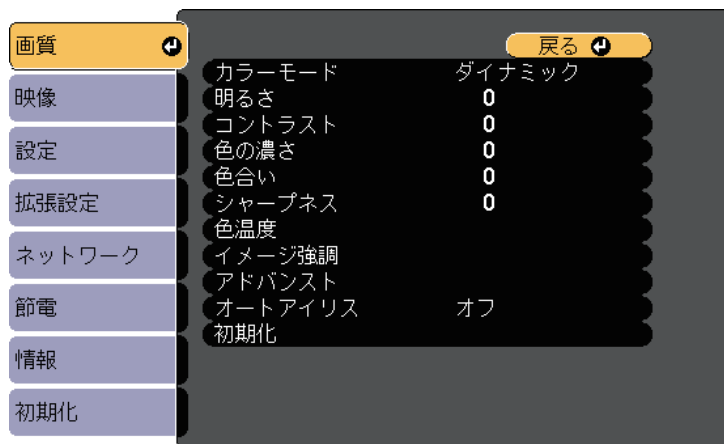 画質
映像
設定
拡張設定
ネットワーク
節電
情報
初期化
戻る
カラーモード ダイナミック
明るさ 0
コントラスト 0
色の濃さ 0
色合い 0
シャープネス 0
色温度
イメージ強調
アドバンスト
オートアイリス オフ
初期化